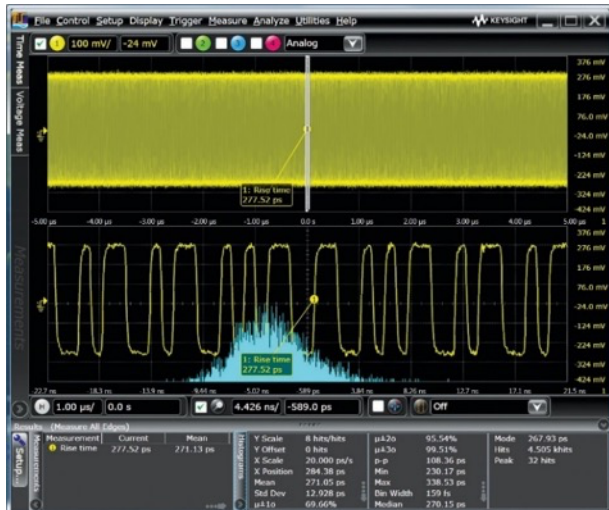 File Control Setup Display Trigger Measure Analyze Utilities Help KEYSIGHT
1 100 mV/ -24 mV 2 3 4 Analog
Time Meas
Voltage Meas
Measurements
376 mV
276 mV
176 mV
76.0 mV
-24.0 mV
-124 mV
-224 mV
-324 mV
-424 mV
1: Rise time
277.52 ps
-5.00 µs -4.00 µs -3.00 µs -2.00 µs -1.00 µs 0.0 s 1.00 µs 2.00 µs 3.00 µs 4.00 µs 5.00 µs 1
376 mV
276 mV
176 mV
76.0 mV
-24.0 mV
-124 mV
-224 mV
-324 mV
-424 mV
1
1: Rise time
277.52 ps
-22.7 ns -18.3 ns -13.9 ns -9.44 ns -5.02 ns -589 ps 3.84 ns 8.26 ns 12.7 ns 17.1 ns 21.5 ns 1
H 1.00 µs/ 0.0 s 4.426 ns/ -589.0 ps Off
Results (Measure All Edges)
Setup...
Measurements
Measurement Current Mean
Rise time 277.52 ps 271.13 ps
Histograms
Y Scale 8 hits/hits
Y Offset 0 hits
X Scale 20.000 ps/s
X Position 284.38 ps
Mean 271.05 ps
Std Dev 12.928 ps
µ±1σ 69.66%
µ±2σ 95.54%
µ±3σ 99.51%
p-p 108.36 ps
Min 230.17 ps
Max 338.53 ps
Bin Width 159 fs
Median 270.15 ps
Mode 267.93 ps
Hits 4.505 khits
Peak 32 hits